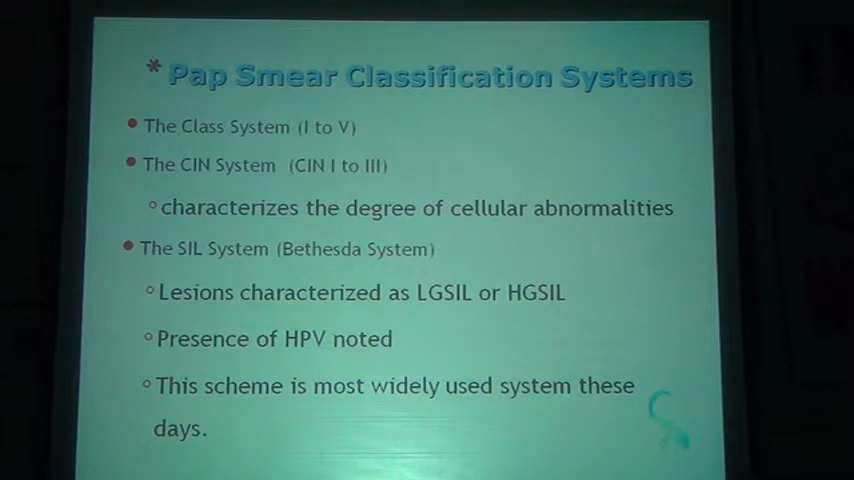 * Pap Smear Classification Systems
• The Class System (I to V)
• The CIN System (CIN I to III)
◦ characterizes the degree of cellular abnormalities
• The SIL System (Bethesda System)
◦ Lesions characterized as LGSIL or HGSIL
◦ Presence of HPV noted
◦ This scheme is most widely used system these
days.